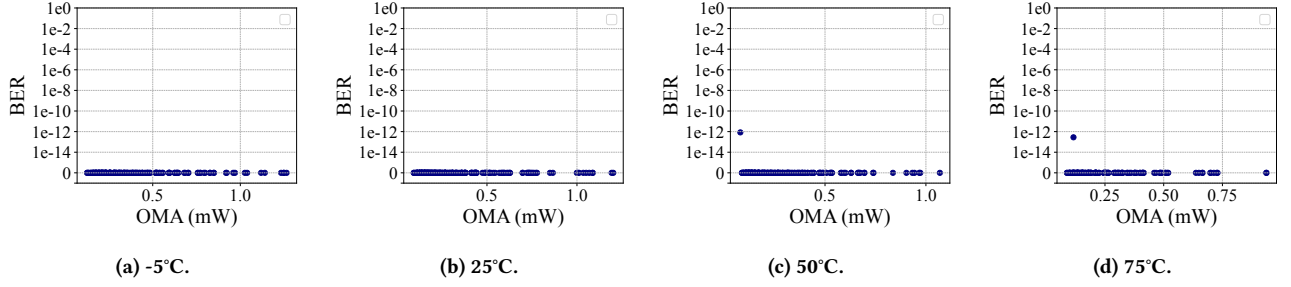 1e0
1e-2
1e-4
1e-6
1e-8
1e-10
1e-12
1e-14
0
BER
0.5 1.0
OMA (mW)
(a) -5°C.
1e0
1e-2
1e-4
1e-6
1e-8
1e-10
1e-12
1e-14
0
BER
0.5 1.0
OMA (mW)
(b) 25°C.
1e0
1e-2
1e-4
1e-6
1e-8
1e-10
1e-12
1e-14
0
BER
0.5 1.0
OMA (mW)
(c) 50°C.
1e0
1e-2
1e-4
1e-6
1e-8
1e-10
1e-12
1e-14
0
BER
0.25 0.50 0.75
OMA (mW)
(d) 75°C.